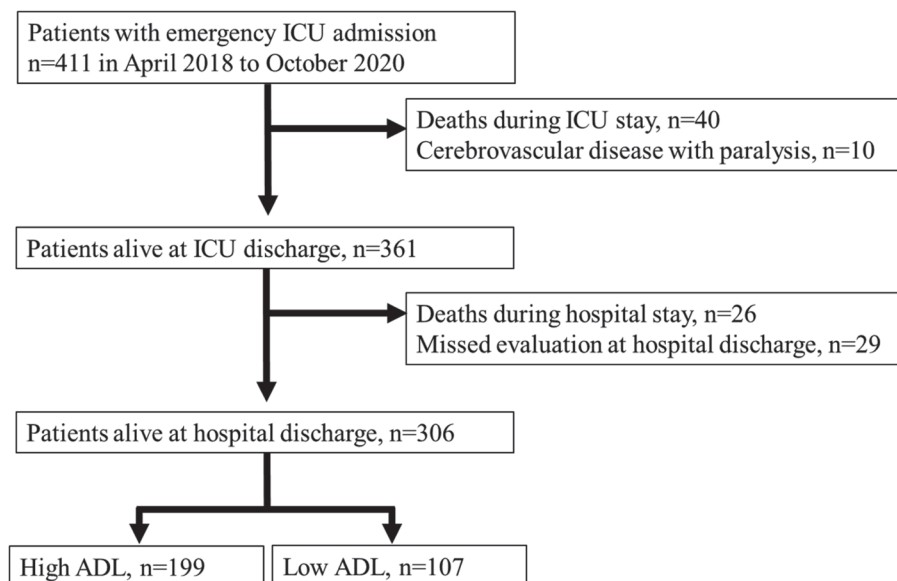 Patients with emergency ICU admission
n=411 in April 2018 to October 2020
Deaths during ICU stay, n=40
Cerebrovascular disease with paralysis, n=10
Patients alive at ICU discharge, n=361
Deaths during hospital stay, n=26
Missed evaluation at hospital discharge, n=29
Patients alive at hospital discharge, n=306
High ADL, n=199
Low ADL, n=107